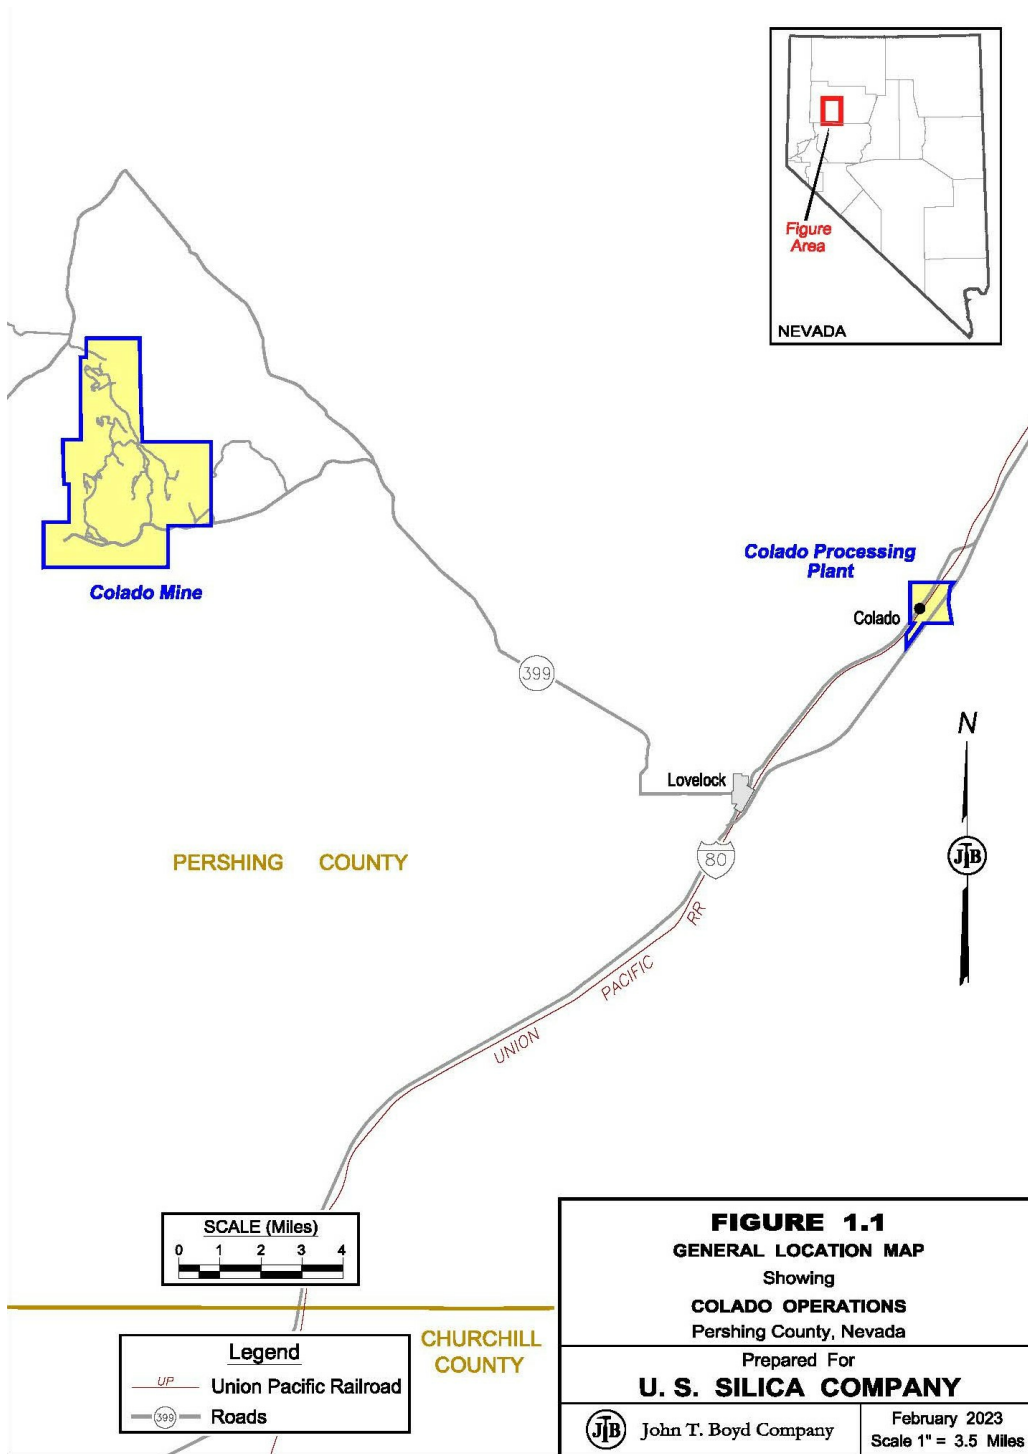 Figure
Area
NEVADA
Colado Processing
Plant
Colado
Colado Mine
399
N
Lovelock
80
JTB
PERSHING COUNTY
RR
PACIFIC
UNION
SCALE (Miles)
0 1 2 3 4
CHURCHILL
COUNTY
Legend
UP Union Pacific Railroad
399 Roads
FIGURE 1.1
GENERAL LOCATION MAP
Showing
COLADO OPERATIONS
Pershing County, Nevada
Prepared For
U. S. SILICA COMPANY
JTB John T. Boyd Company
February 2023
Scale 1" = 3.5 Miles